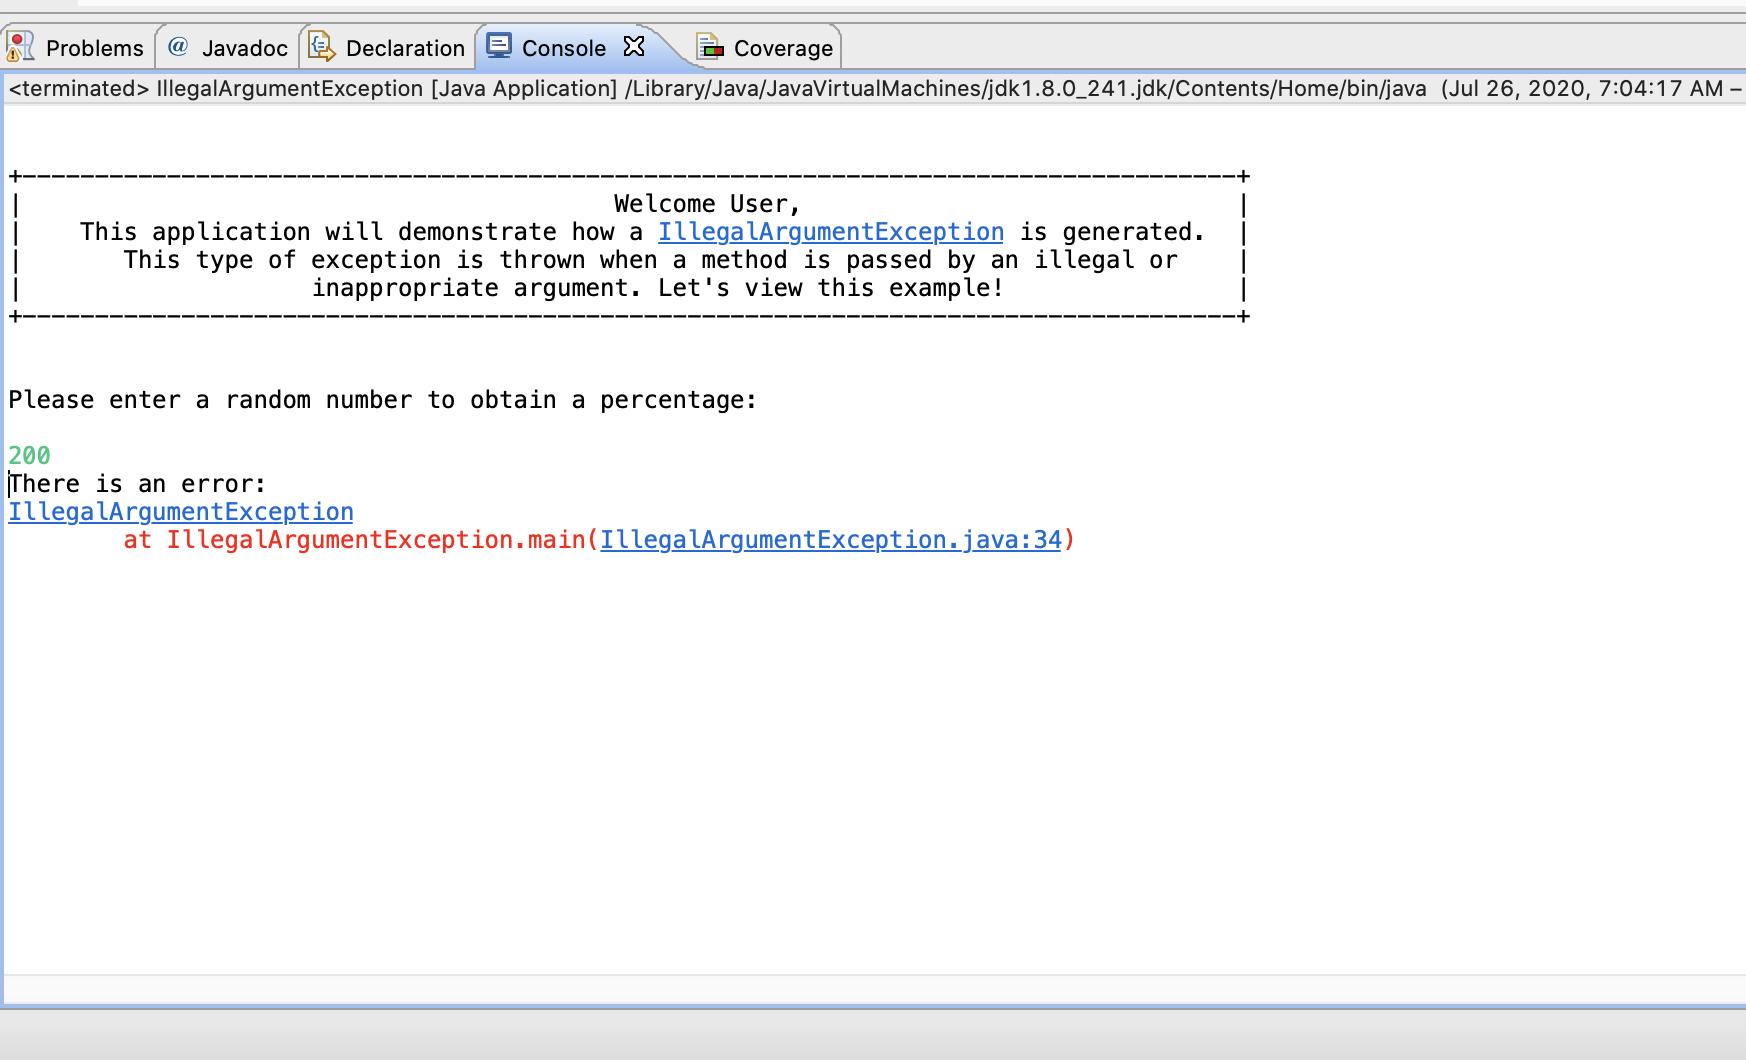 Problems @ Javadoc Declaration Console Coverage
<terminated> IllegalArgumentException [Java Application] /Library/Java/JavaVirtualMachines/jdk1.8.0_241.jdk/Contents/Home/bin/java (Jul 26, 2020, 7:04:17 AM –
+------------------------------------------------------------------------------------+
| Welcome User, |
| This application will demonstrate how a IllegalArgumentException is generated. |
| This type of exception is thrown when a method is passed by an illegal or |
| inappropriate argument. Let's view this example! |
+------------------------------------------------------------------------------------+
Please enter a random number to obtain a percentage:
200
There is an error:
IllegalArgumentException
at IllegalArgumentException.main(IllegalArgumentException.java:34)